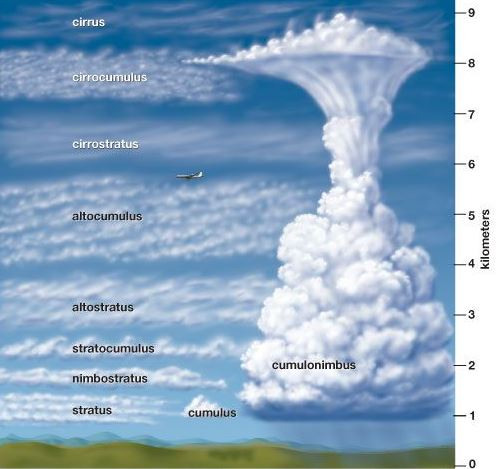 cirrus
cirrocumulus
cirrostratus
altocumulus
altostratus
stratocumulus
nimbostratus
stratus
cumulus
cumulonimbus
9
8
7
6
5
4
3
2
1
0
kilometers